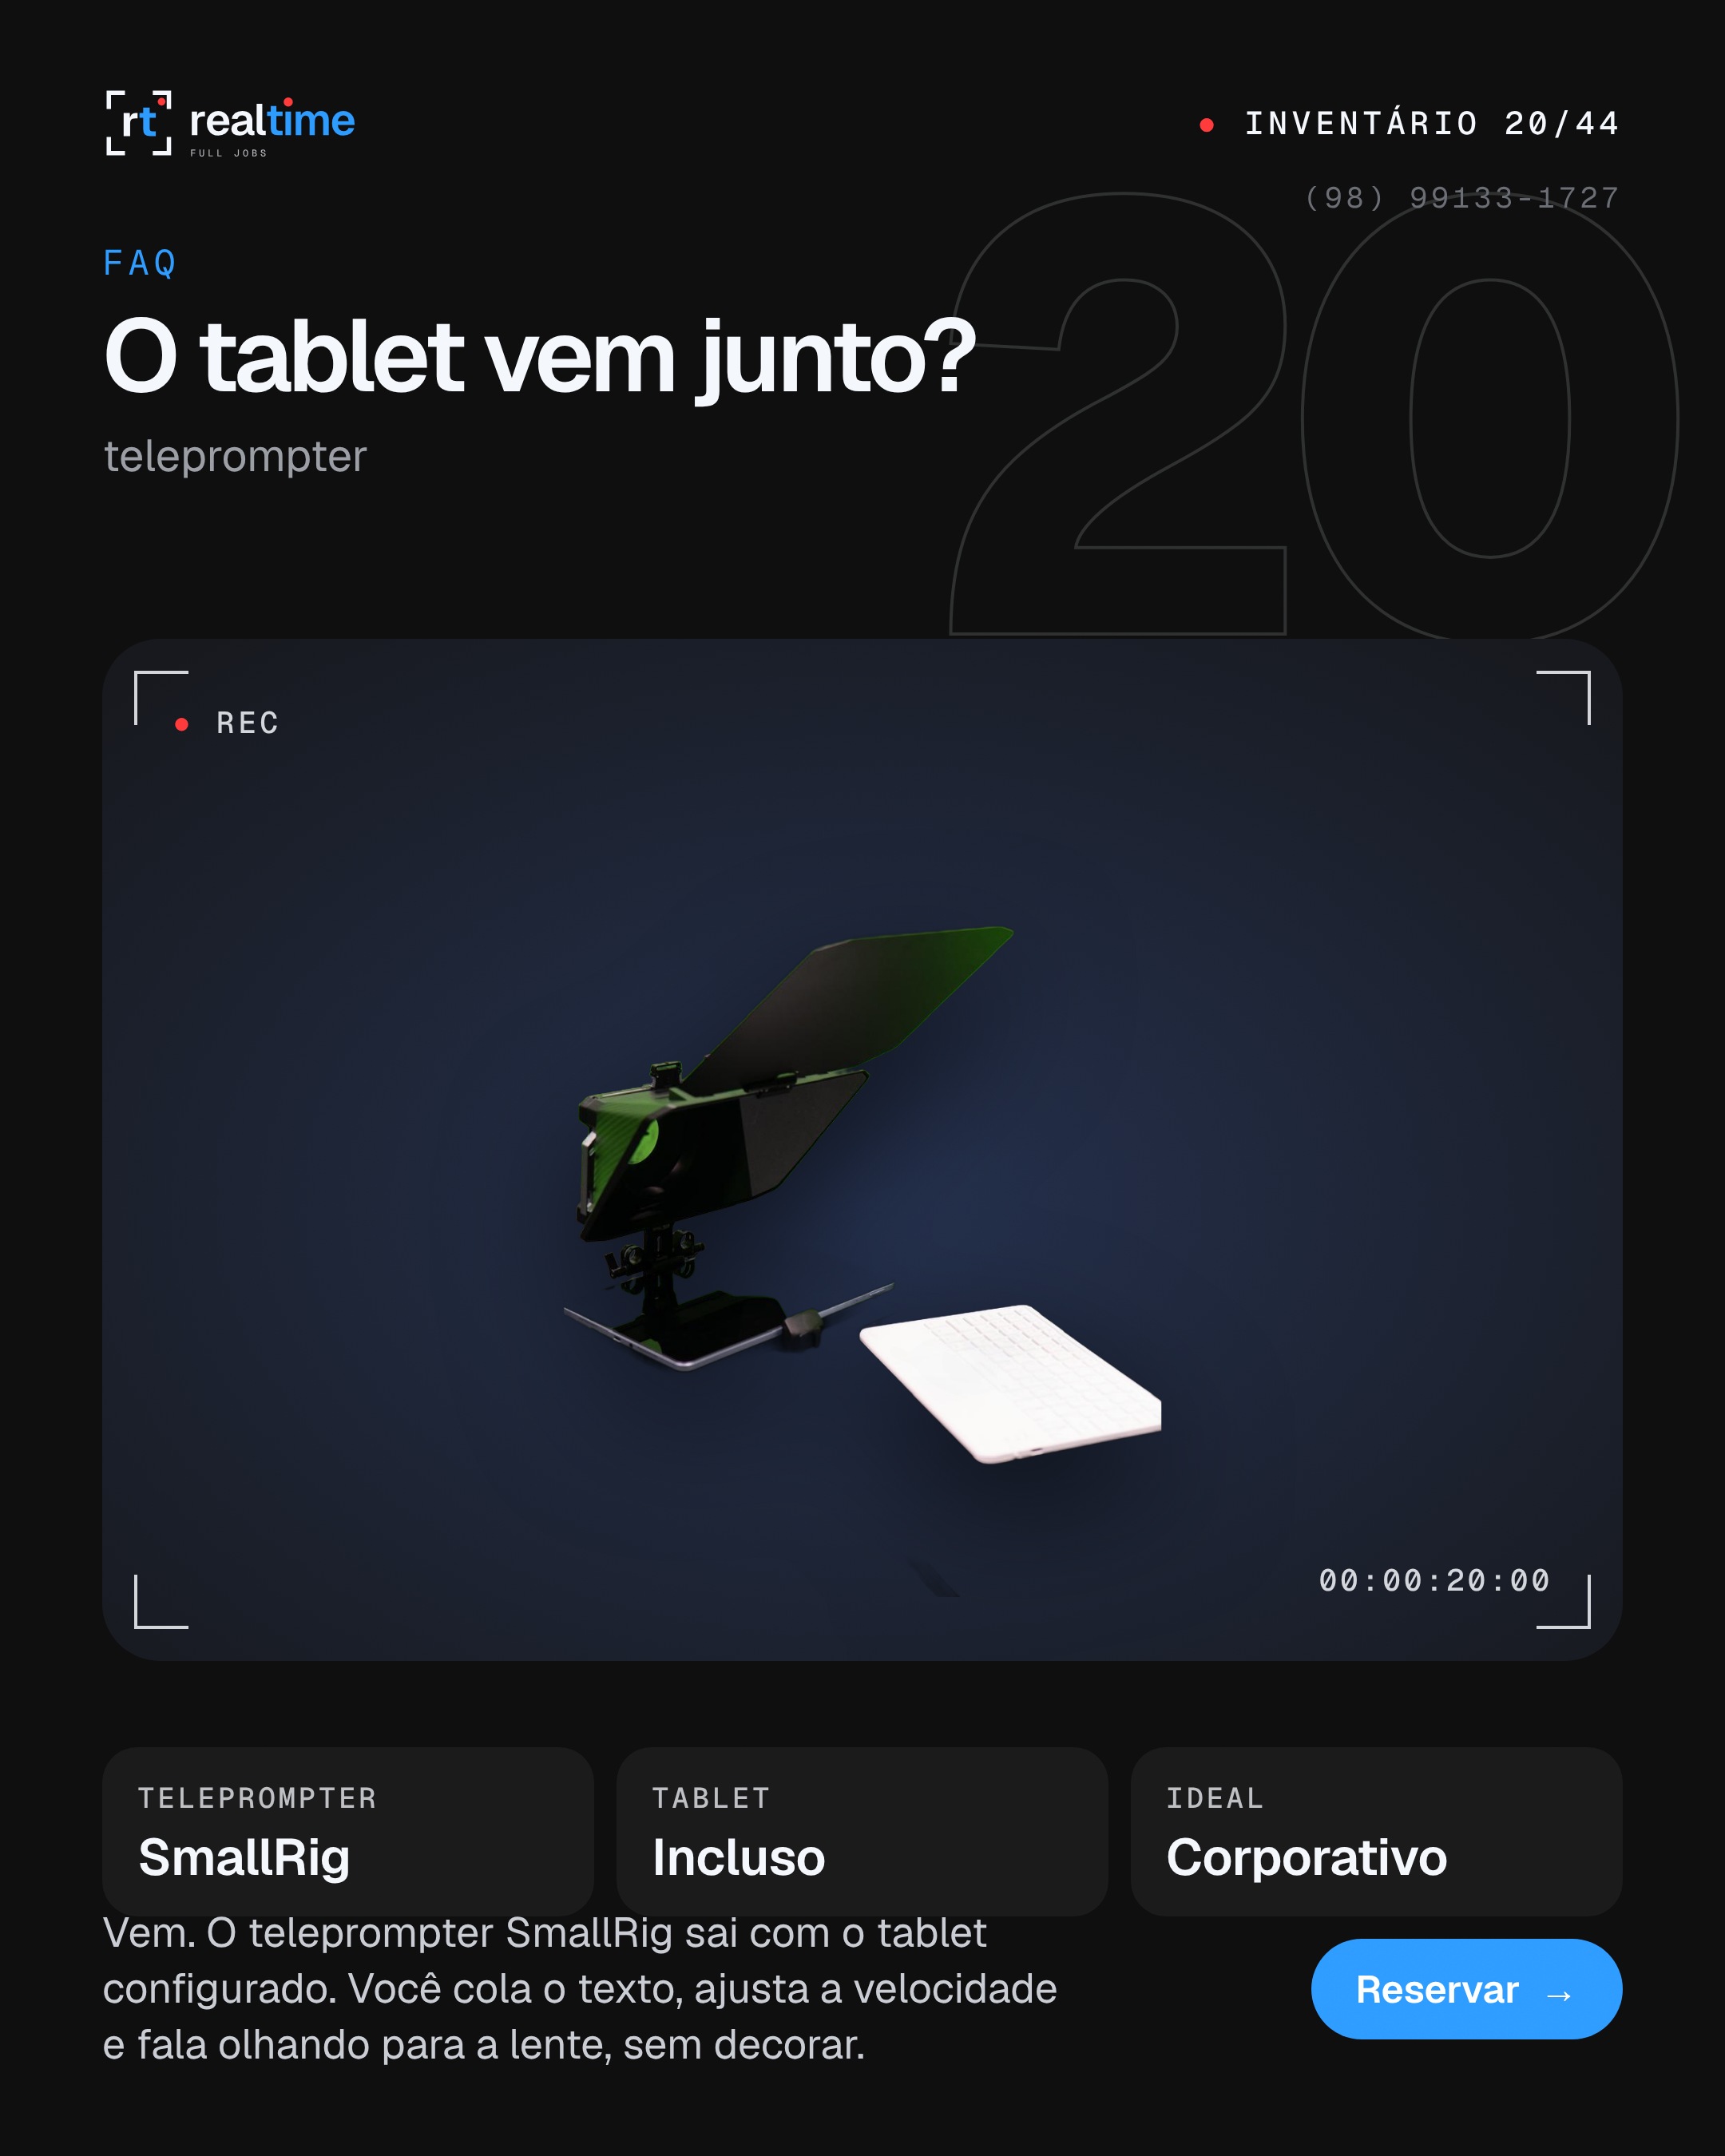 rt realtime
FULL JOBS
INVENTÁRIO 20/44
(98) 99133-1727
20
FAQ
O tablet vem junto?
teleprompter
REC
00:00:20:00
TELEPROMPTER
SmallRig
TABLET
Incluso
IDEAL
Corporativo
Vem. O teleprompter SmallRig sai com o tablet
configurado. Você cola o texto, ajusta a velocidade
e fala olhando para a lente, sem decorar.
Reservar →